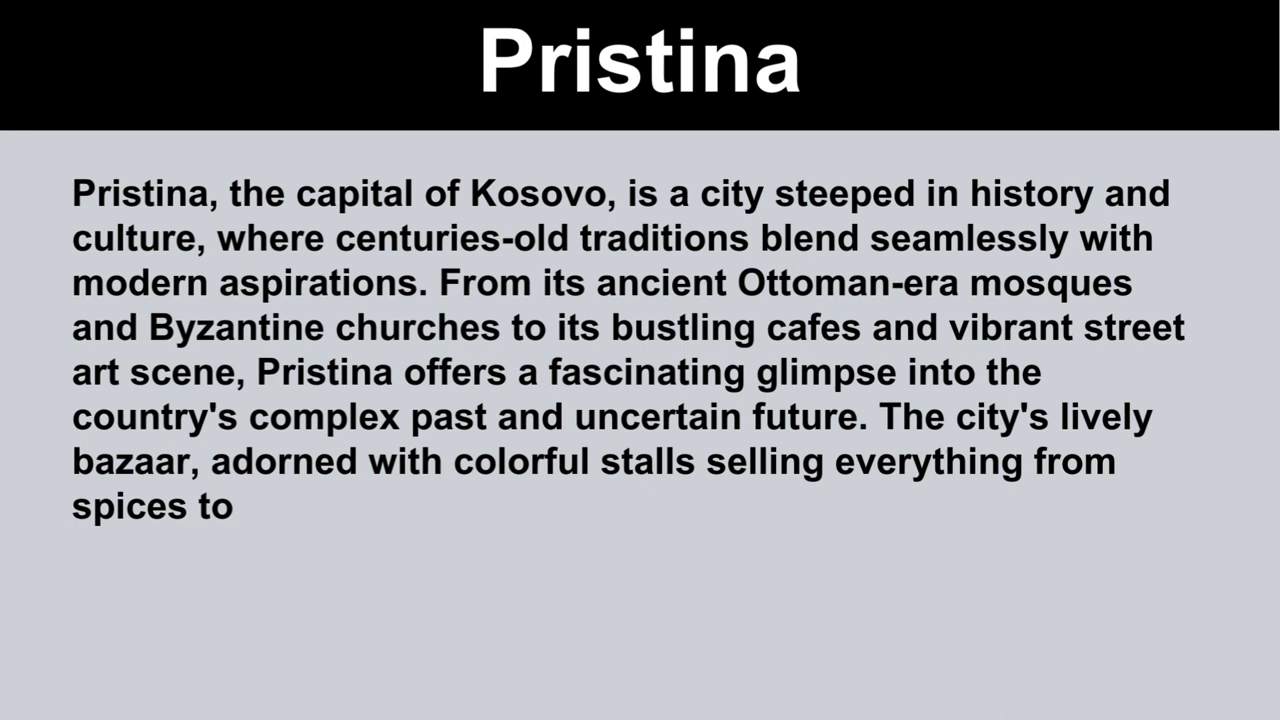 Pristina
Pristina, the capital of Kosovo, is a city steeped in history and
culture, where centuries-old traditions blend seamlessly with
modern aspirations. From its ancient Ottoman-era mosques
and Byzantine churches to its bustling cafes and vibrant street
art scene, Pristina offers a fascinating glimpse into the
country's complex past and uncertain future. The city's lively
bazaar, adorned with colorful stalls selling everything from
spices to